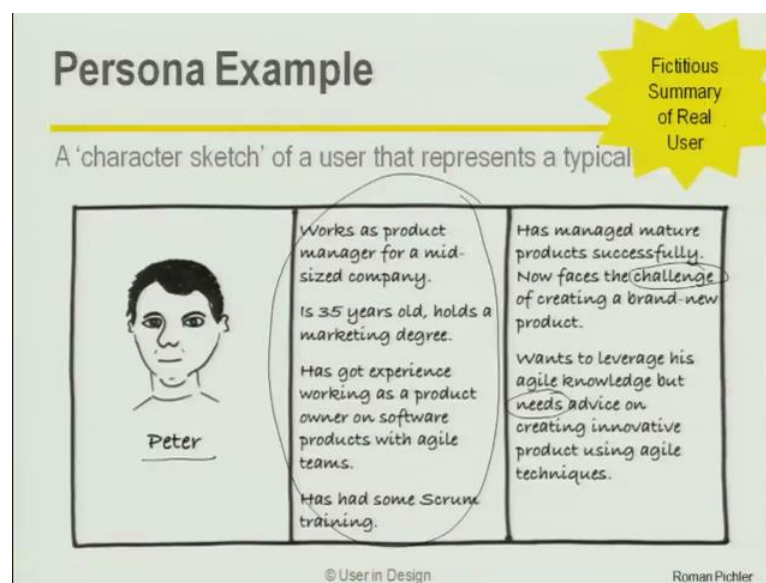 Persona Example
Fictitious
Summary
of Real
User
A 'character sketch' of a user that represents a typical
Peter
Works as product
manager for a mid-
sized company.
Is 35 years old, holds a
marketing degree.
Has got experience
working as a product
owner on software
products with agile
teams.
Has had some Scrum
training.
Has managed mature
products successfully.
Now faces the challenge
of creating a brand-new
product.
Wants to leverage his
agile knowledge but
needs advice on
creating innovative
product using agile
techniques.
© User in Design
Roman Pichler